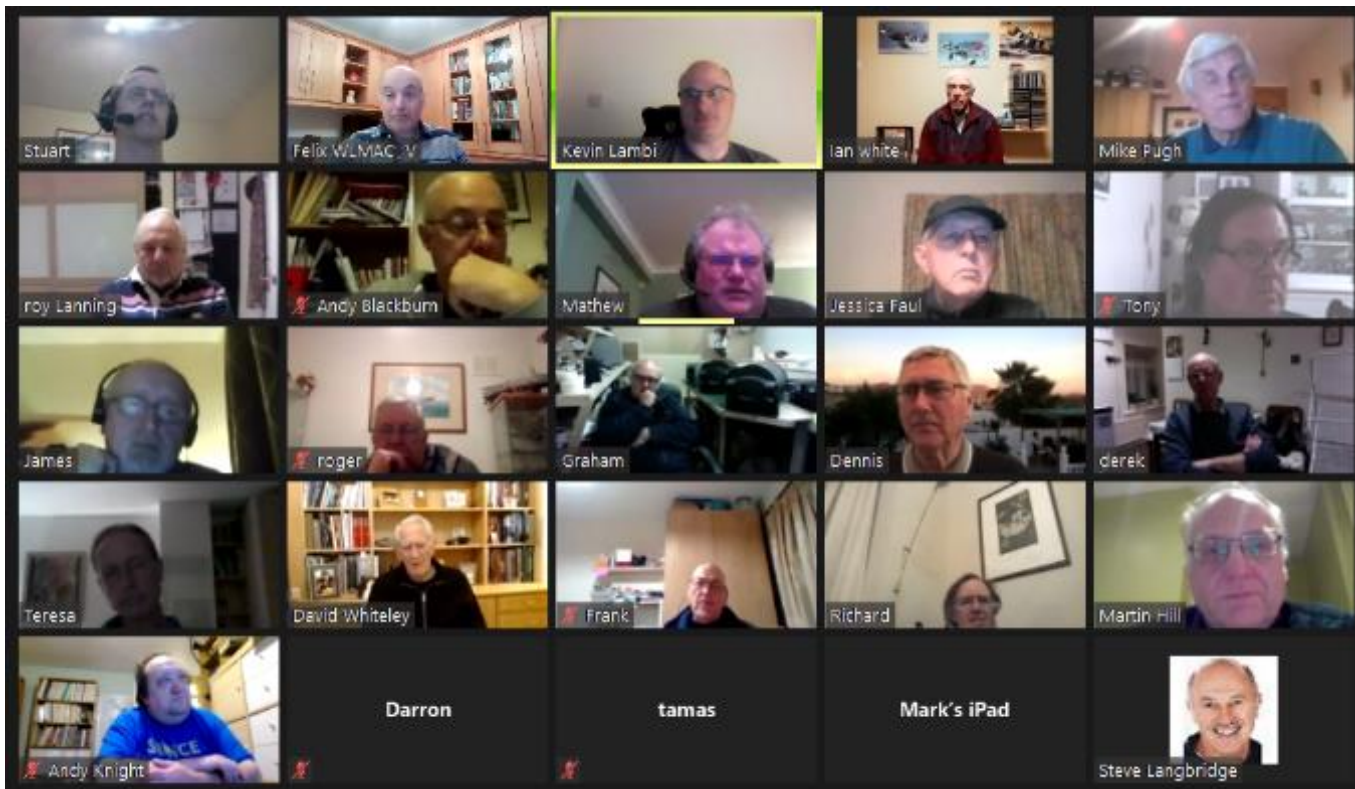 Stuart
Felix WLMAC V
Kevin Lambi
Ian white
Mike Pugh
roy Lanning
Andy Blackburn
Mathew
Jessica Paul
Tony
James
roger
Graham
Dennis
derek
Teresa
David Whiteley
Frank
Richard
Martin Hill
Andy Knight
Darron
tamas
Mark's iPad
Steve Langbridge